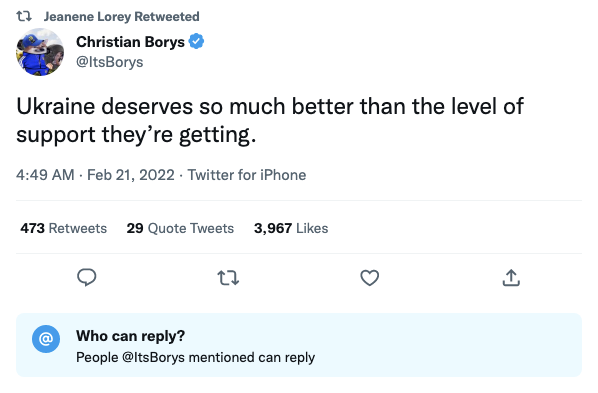 Jeanene Lorey Retweeted
Christian Borys
@ItsBorys
Ukraine deserves so much better than the level of
support they’re getting.
4:49 AM · Feb 21, 2022 · Twitter for iPhone
473 Retweets 29 Quote Tweets 3,967 Likes
@
Who can reply?
People @ItsBorys mentioned can reply